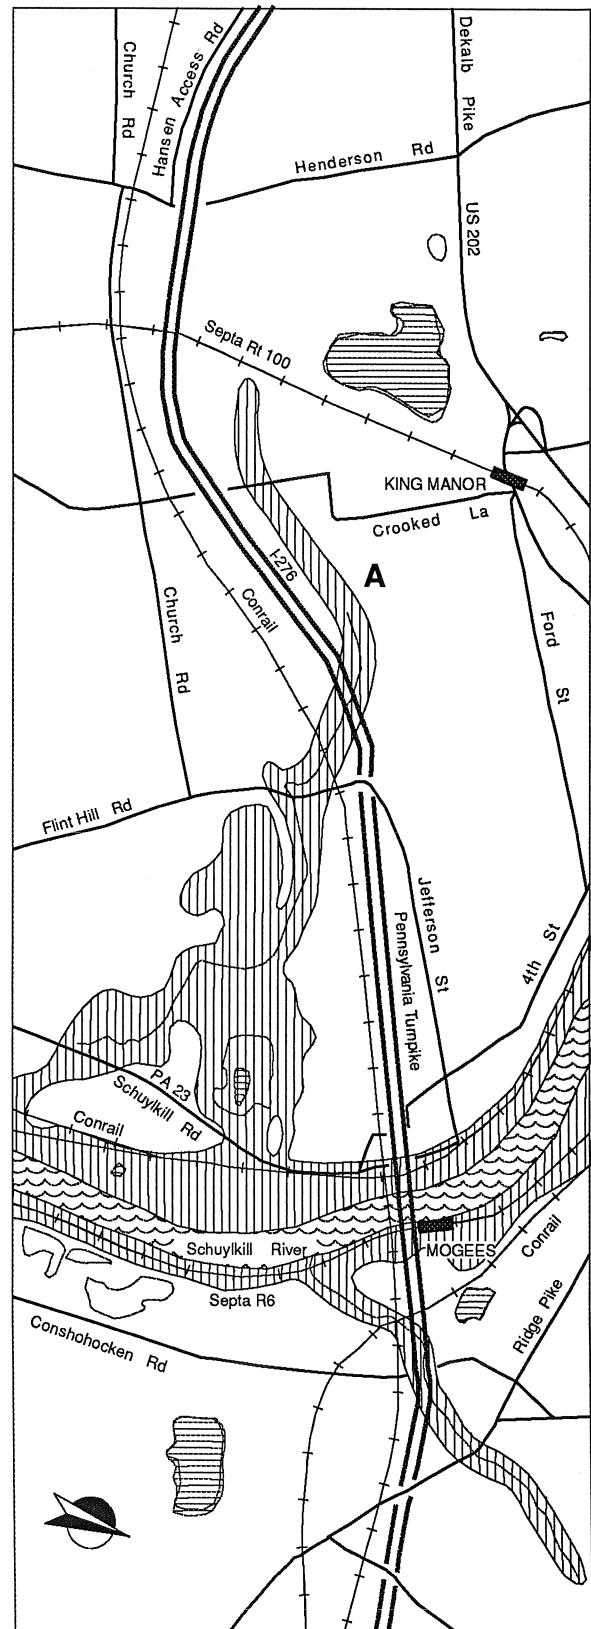 Church Rd
Hansen Access Rd
Dekalb Pike
Henderson Rd
US 202
Septa Rt 100
KING MANOR
Crooked La
I-276
A
Conrail
Church Rd
Ford St
Flint Hill Rd
Jefferson St
Pennsylvania Turnpike
4th St
PA 23
Schuylkill Rd
Conrail
Schuylkill River
MOGEES
Conrail
Septa R6
Ridge Pike
Conshohocken Rd